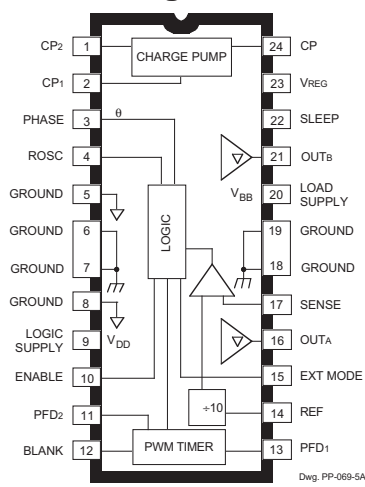 CP2 1 CHARGE PUMP 24 CP
CP1 2 23 VREG
PHASE 3 θ 22 SLEEP
ROSC 4 21 OUTB
GROUND 5 VBB 20 LOAD
SUPPLY
GROUND 6 LOGIC 19 GROUND
GROUND 7 18 GROUND
GROUND 8 17 SENSE
LOGIC
SUPPLY 9 VDD 16 OUTA
ENABLE 10 15 EXT MODE
PFD2 11 ÷10 14 REF
BLANK 12 PWM TIMER 13 PFD1
Dwg. PP-069-5A